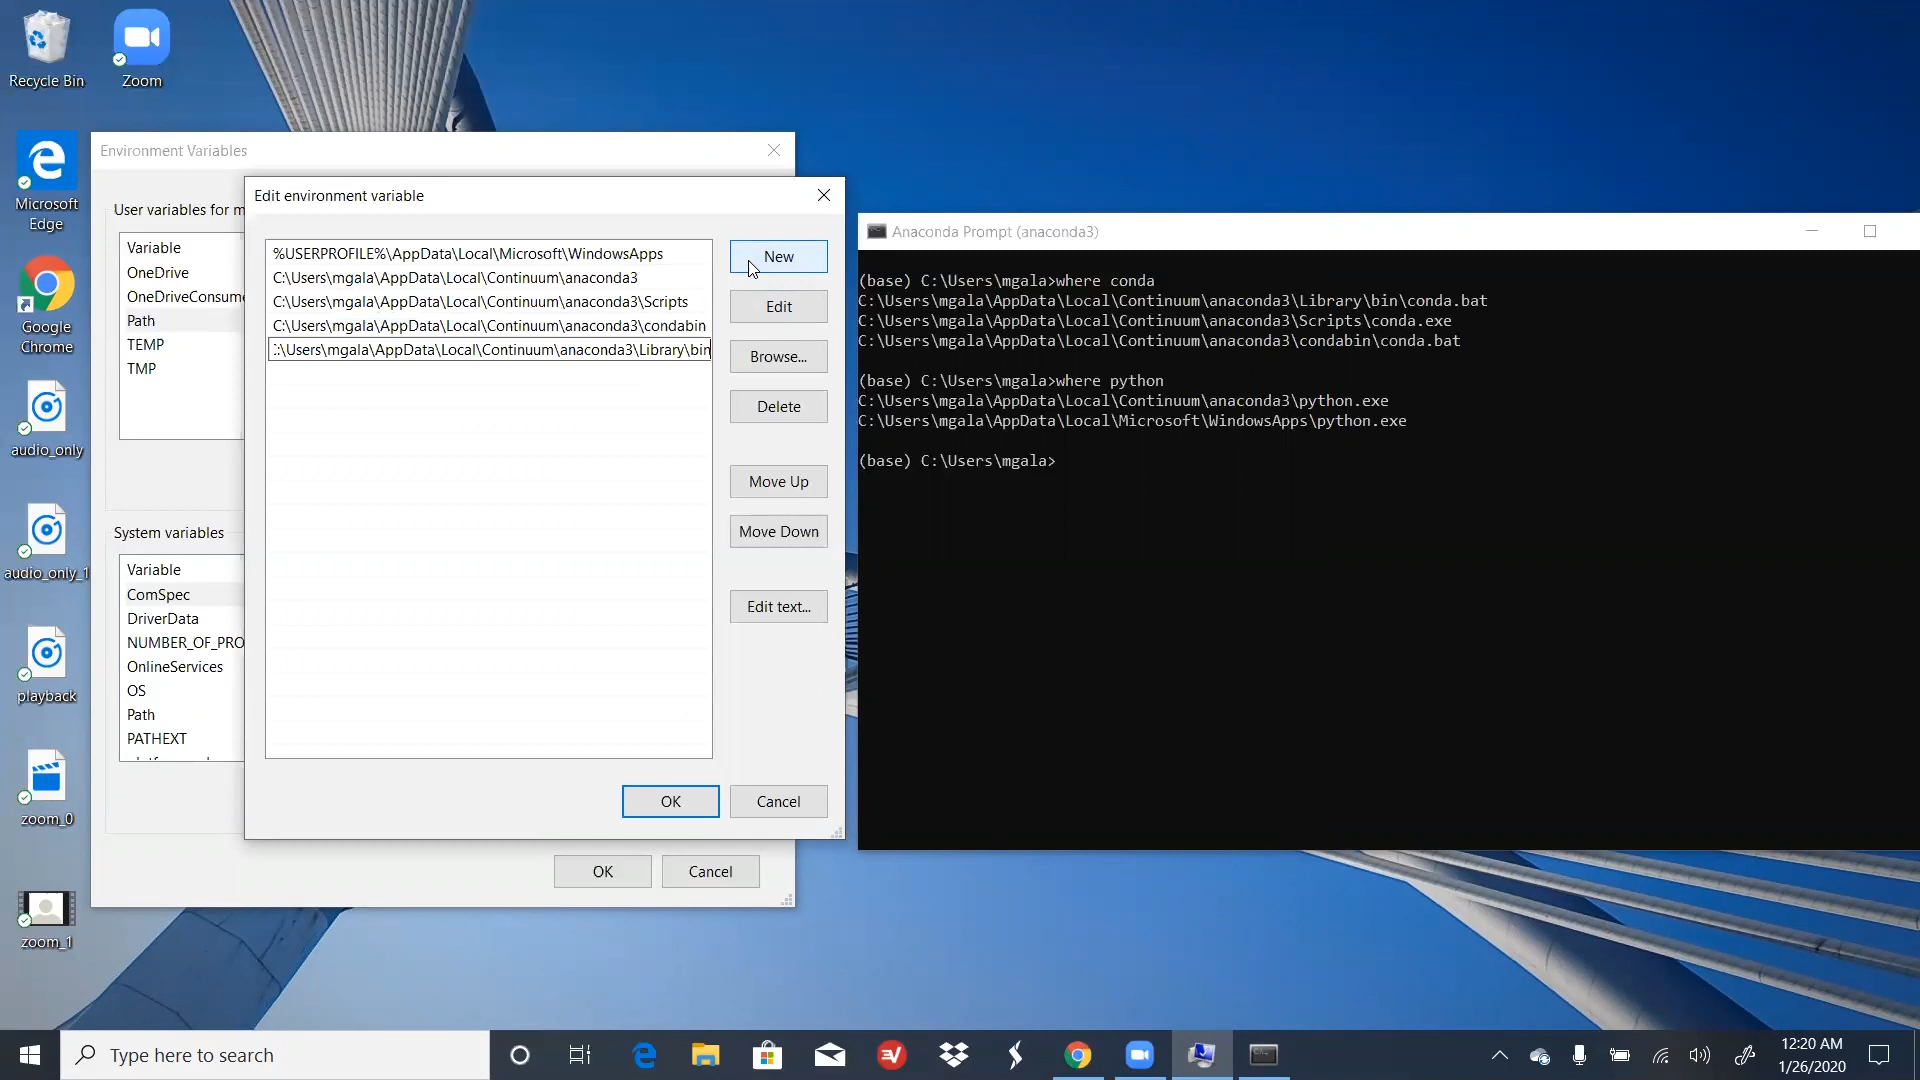 Recycle Bin
Zoom
Microsoft
Edge
Google
Chrome
audio_only
audio_only_1
playback
zoom_0
zoom_1
Environment Variables
User variables for m
Variable
OneDrive
OneDriveConsume
Path
TEMP
TMP
System variables
Variable
ComSpec
DriverData
NUMBER_OF_PRO
OnlineServices
OS
Path
PATHEXT
OK
Cancel
Edit environment variable
%USERPROFILE%\AppData\Local\Microsoft\WindowsApps
C:\Users\mgala\AppData\Local\Continuum\anaconda3
C:\Users\mgala\AppData\Local\Continuum\anaconda3\Scripts
C:\Users\mgala\AppData\Local\Continuum\anaconda3\condabin
:\Users\mgala\AppData\Local\Continuum\anaconda3\Library\bin
New
Edit
Browse...
Delete
Move Up
Move Down
Edit text...
OK
Cancel
Anaconda Prompt (anaconda3)
(base) C:\Users\mgala>where conda
C:\Users\mgala\AppData\Local\Continuum\anaconda3\Library\bin\conda.bat
C:\Users\mgala\AppData\Local\Continuum\anaconda3\Scripts\conda.exe
C:\Users\mgala\AppData\Local\Continuum\anaconda3\condabin\conda.bat
(base) C:\Users\mgala>where python
C:\Users\mgala\AppData\Local\Continuum\anaconda3\python.exe
C:\Users\mgala\AppData\Local\Microsoft\WindowsApps\python.exe
(base) C:\Users\mgala>
Type here to search
12:20 AM
1/26/2020